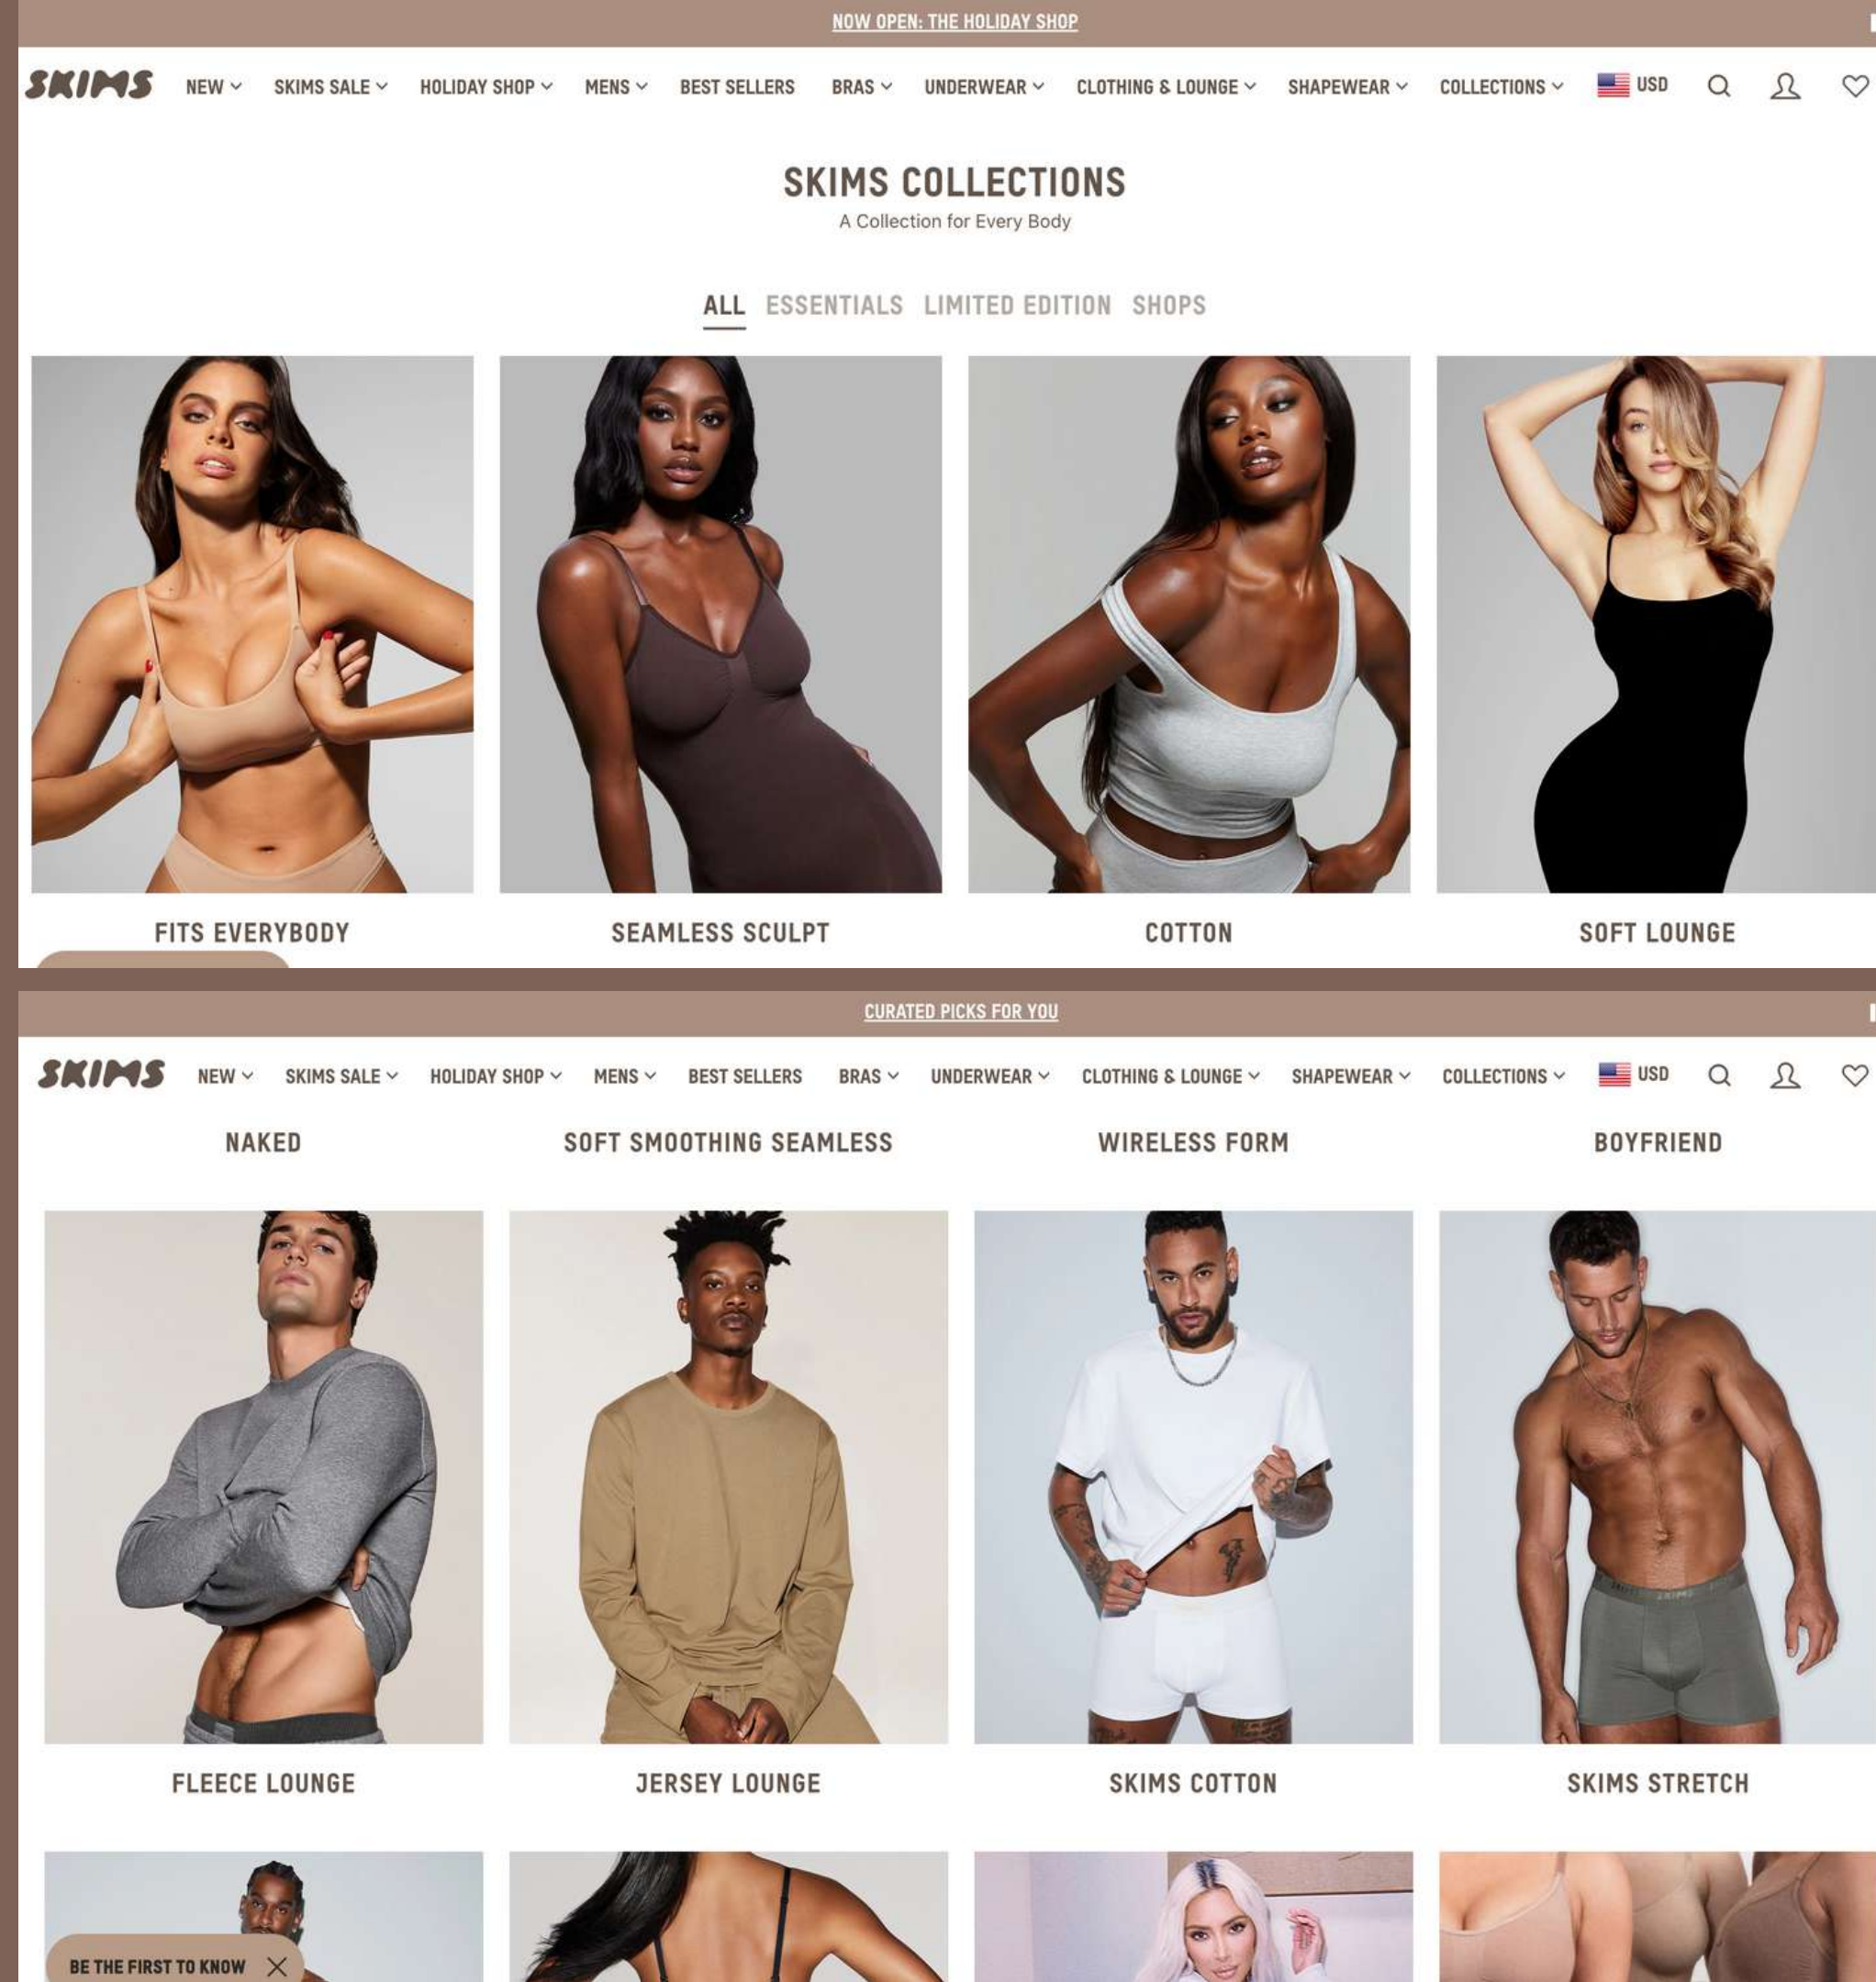 NOW OPEN: THE HOLIDAY SHOP
SKIMS NEW SKIMS SALE HOLIDAY SHOP MENS BEST SELLERS BRAS UNDERWEAR CLOTHING & LOUNGE SHAPEWEAR COLLECTIONS USD
SKIMS COLLECTIONS
A Collection for Every Body
ALL ESSENTIALS LIMITED EDITION SHOPS
FITS EVERYBODY SEAMLESS SCULPT COTTON SOFT LOUNGE
CURATED PICKS FOR YOU
SKIMS NEW SKIMS SALE HOLIDAY SHOP MENS BEST SELLERS BRAS UNDERWEAR CLOTHING & LOUNGE SHAPEWEAR COLLECTIONS USD
NAKED SOFT SMOOTHING SEAMLESS WIRELESS FORM BOYFRIEND
SKIMS
FLEECE LOUNGE JERSEY LOUNGE SKIMS COTTON SKIMS STRETCH
BE THE FIRST TO KNOW